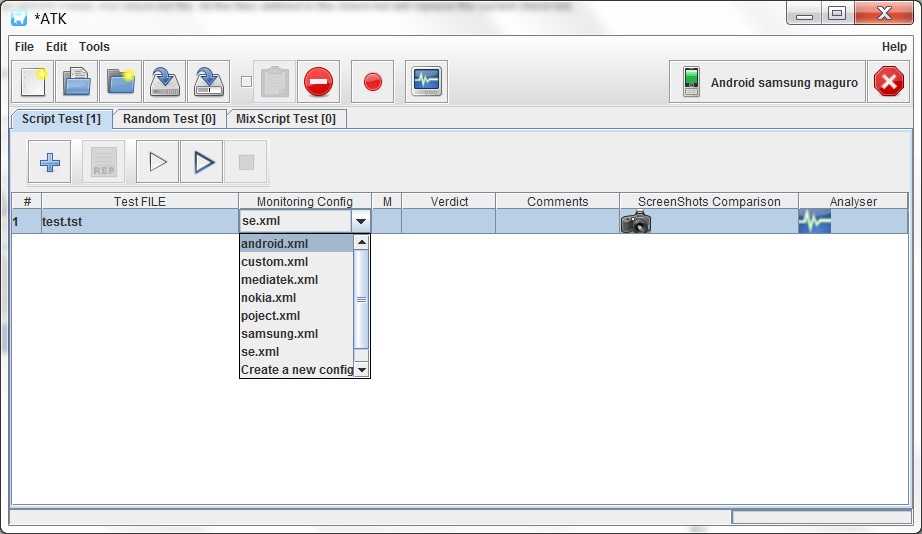 *ATK
File Edit Tools Help
Android samsung maguro
Script Test [1] Random Test [0] MixScript Test [0]
REP
# Test FILE Monitoring Config M Verdict Comments ScreenShots Comparison Analyser
1 test.tst se.xml
android.xml
custom.xml
mediatek.xml
nokia.xml
poject.xml
samsung.xml
se.xml
Create a new config